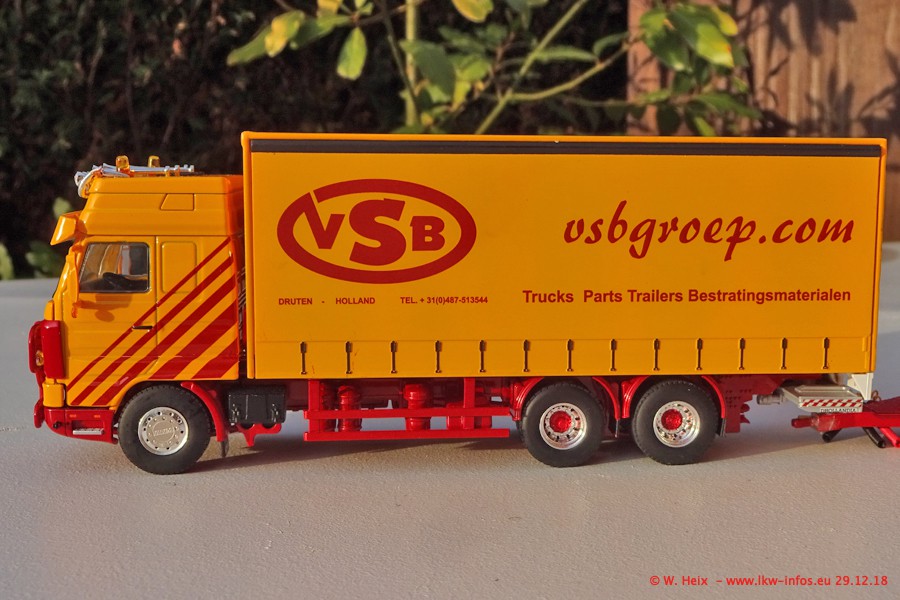 VSB
vsbgroep.com
DRUTEN - HOLLAND TEL. + 31(0)487-513544
Trucks Parts Trailers Bestratingsmaterialen
© W. Heix - www.lkw-infos.eu 29.12.18